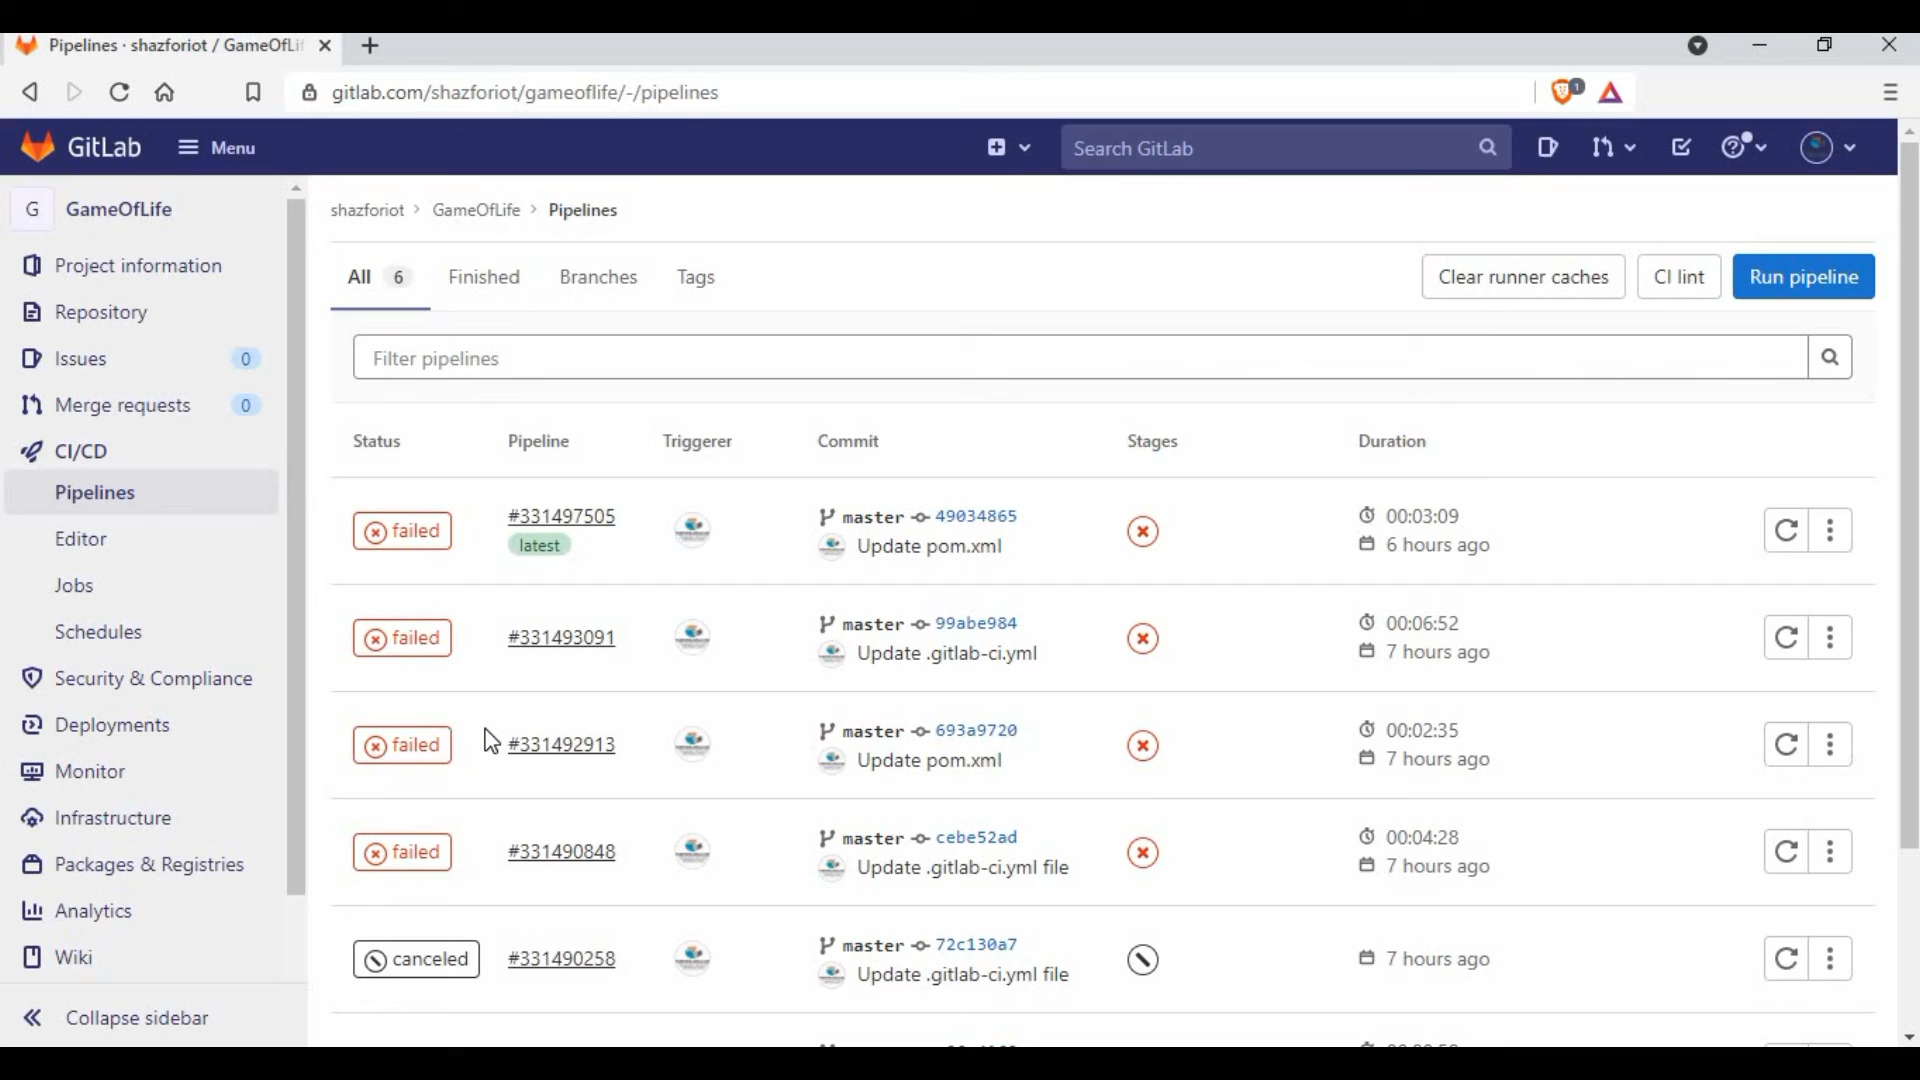 Pipelines · shazforiot / GameOfLi
gitlab.com/shazforiot/gameoflife/-/pipelines
1
GitLab
Menu
Search GitLab
G
GameOfLife
shazforiot > GameOfLife > Pipelines
Project information
Repository
Issues 0
Merge requests 0
CI/CD
Pipelines
Editor
Jobs
Schedules
Security & Compliance
Deployments
Monitor
Infrastructure
Packages & Registries
Analytics
Wiki
Collapse sidebar
All 6 Finished Branches Tags
Clear runner caches CI lint Run pipeline
Filter pipelines
Status Pipeline Triggerer Commit Stages Duration
failed #331497505 master 49034865 00:03:09
latest Update pom.xml 6 hours ago
failed #331493091 master 99abe984 00:06:52
Update .gitlab-ci.yml 7 hours ago
failed #331492913 master 693a9720 00:02:35
Update pom.xml 7 hours ago
failed #331490848 master cebe52ad 00:04:28
Update .gitlab-ci.yml file 7 hours ago
canceled #331490258 master 72c130a7 7 hours ago
Update .gitlab-ci.yml file